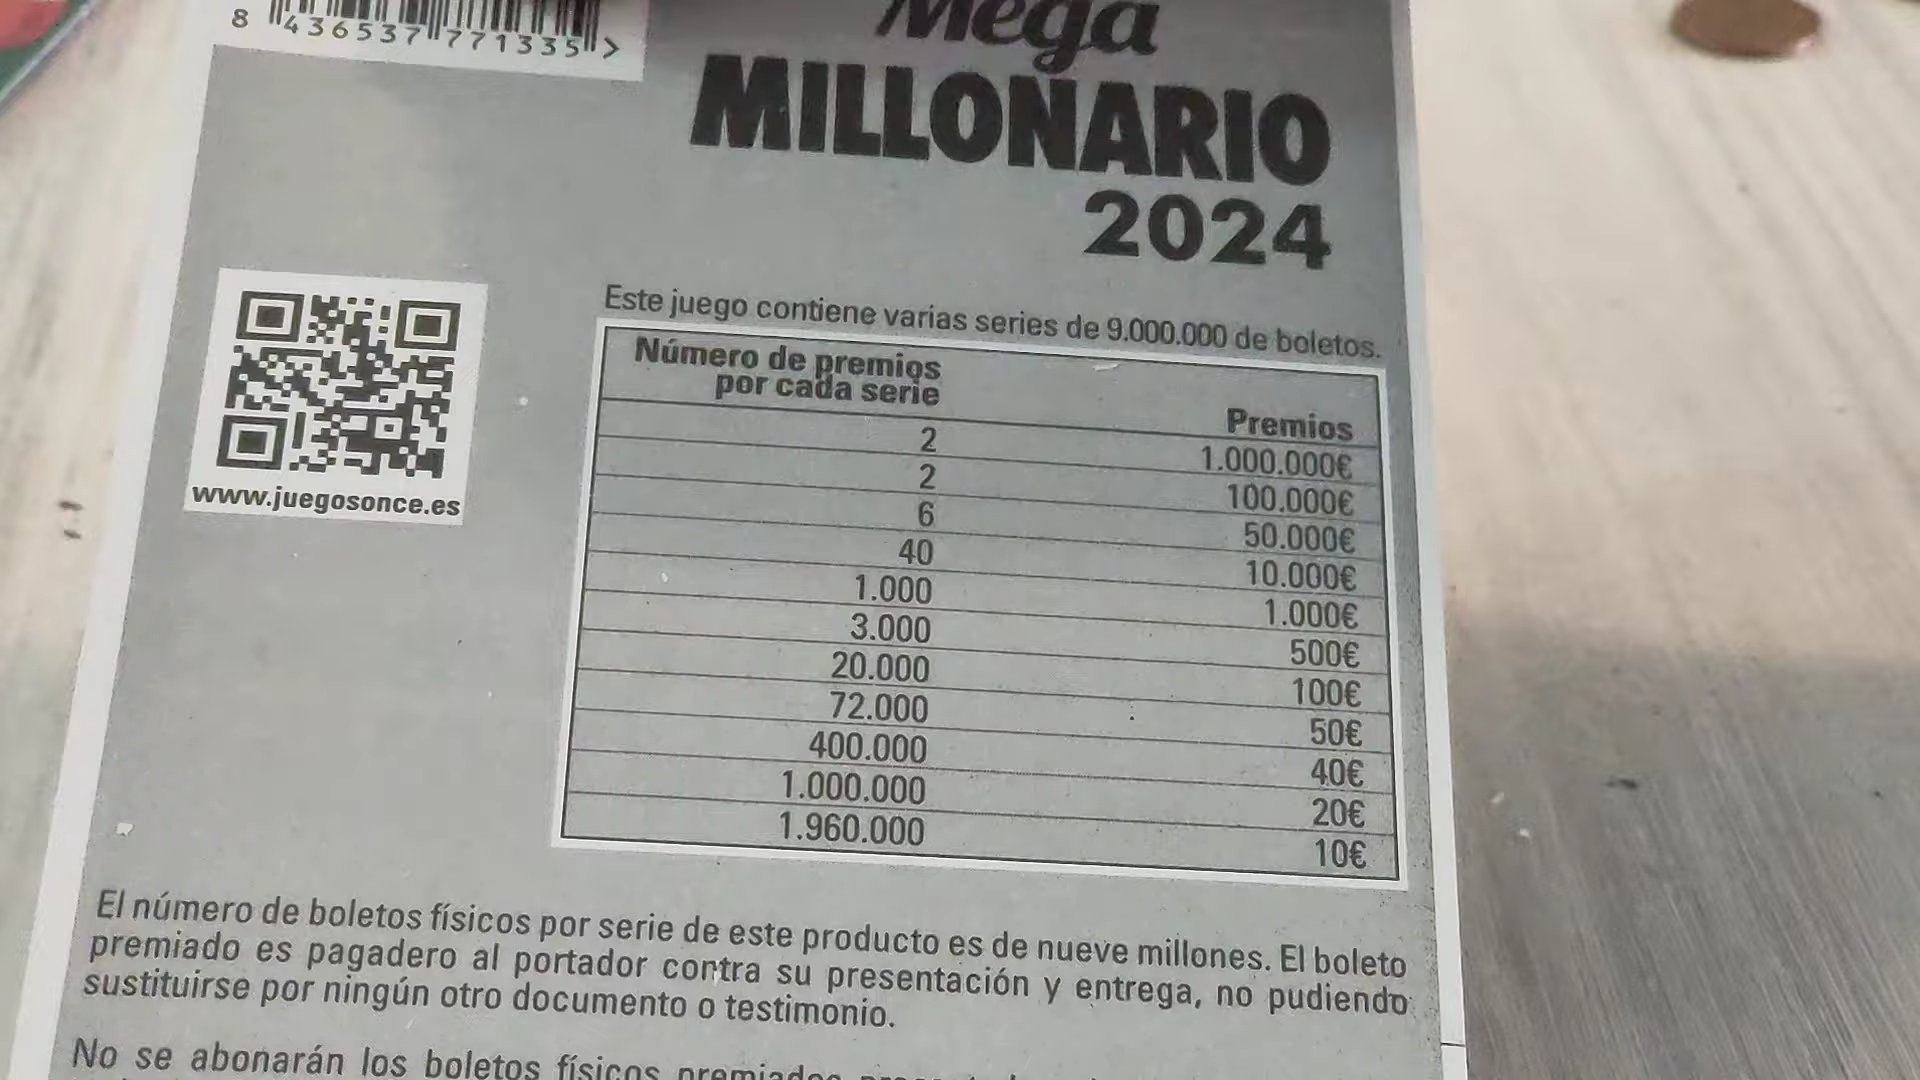 8 436537 771335 >
Mega
MILLONARIO
2024
www.juegosonce.es
Este juego contiene varias series de 9.000.000 de boletos.
Número de premios
por cada serie
Premios
2 1.000.000€
2 100.000€
6 50.000€
40 10.000€
1.000 1.000€
3.000 500€
20.000 100€
72.000 50€
400.000 40€
1.000.000 20€
1.960.000 10€
El número de boletos físicos por serie de este producto es de nueve millones. El boleto
premiado es pagadero al portador contra su presentación y entrega, no pudiendo
sustituirse por ningún otro documento o testimonio.
No se abonarán los boletos físicos premiados